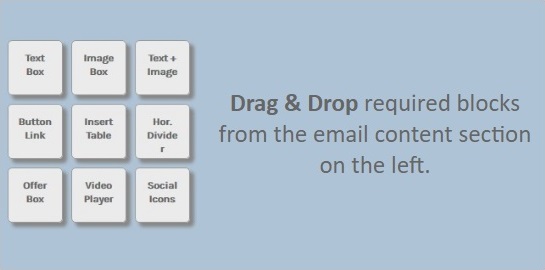 Text
Box
Image
Box
Text +
Image
Button
Link
Insert
Table
Hor.
Divide
r
Offer
Box
Video
Player
Social
Icons
Drag & Drop required blocks
from the email content section
on the left.